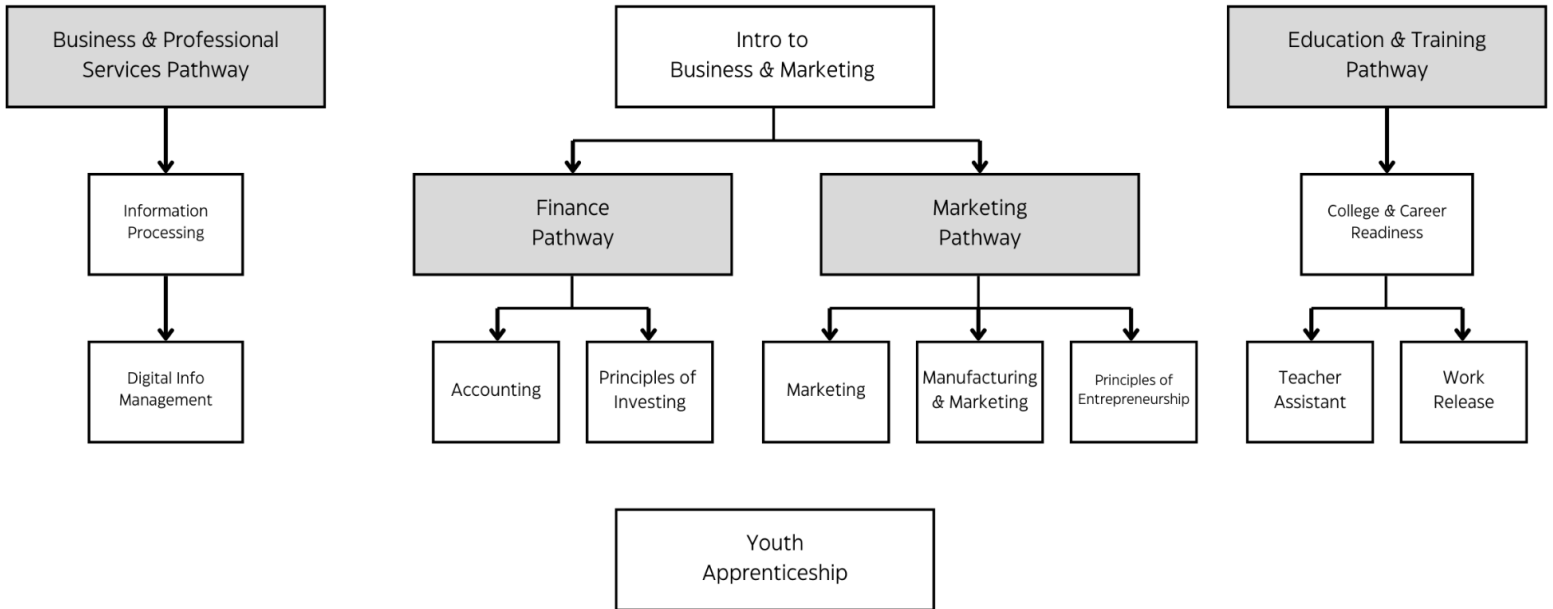 Business & Professional
Services Pathway
Intro to
Business & Marketing
Education & Training
Pathway
Information
Processing
Finance
Pathway
Marketing
Pathway
College & Career
Readiness
Digital Info
Management
Accounting
Principles of
Investing
Marketing
Manufacturing
& Marketing
Principles of
Entrepreneurship
Teacher
Assistant
Work
Release
Youth
Apprenticeship